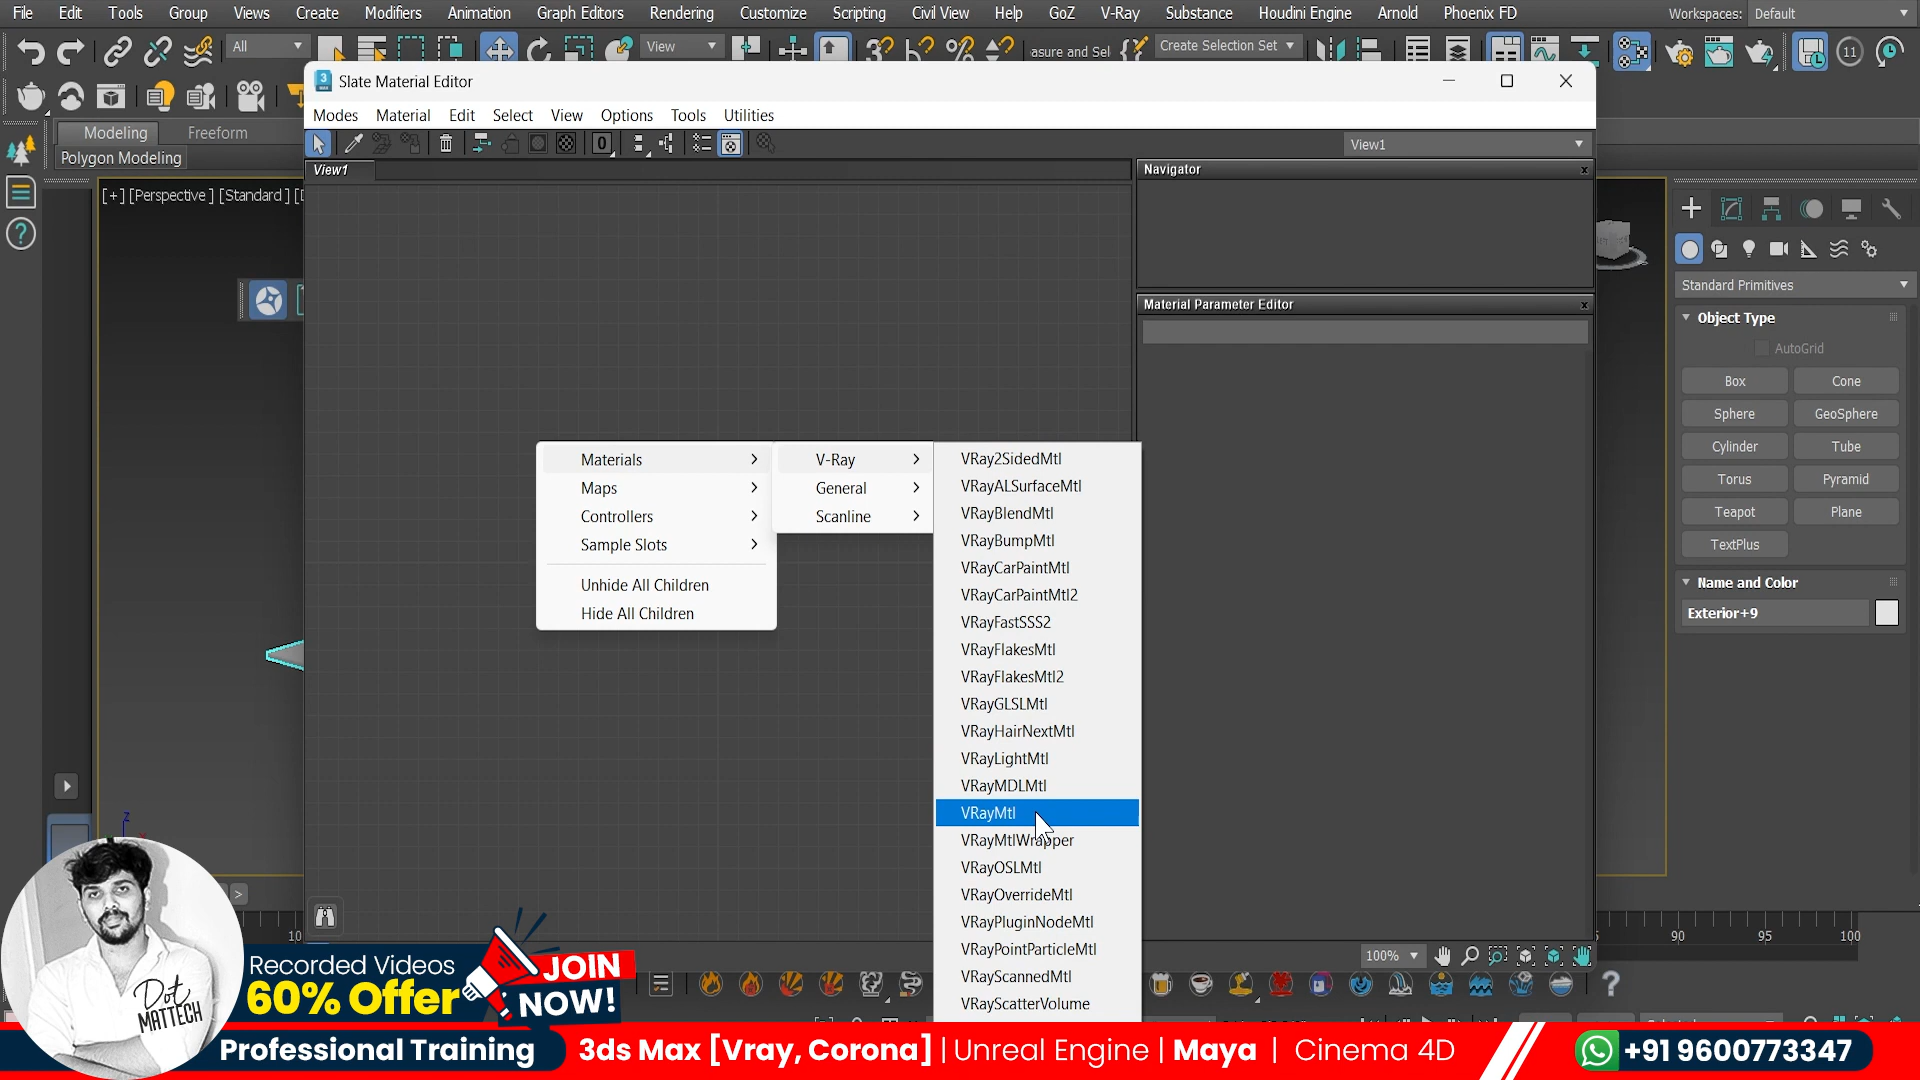 File Edit Tools Group Views Create Modifiers Animation Graph Editors Rendering Customize Scripting Civil View Help GoZ V-Ray Substance Houdini Engine Arnold Phoenix FD Workspaces: Default
All View asure and Sel Create Selection Set 11
Slate Material Editor
Modes Material Edit Select View Options Tools Utilities
Modeling Freeform
Polygon Modeling
0 View1
View1
Navigator
[+] [Perspective ] [Standard ] [
Standard Primitives
Material Parameter Editor
Object Type
AutoGrid
Box Cone
Sphere GeoSphere
Cylinder Tube
Torus Pyramid
Teapot Plane
TextPlus
Name and Color
Exterior+9
Materials
Maps
Controllers
Sample Slots
Unhide All Children
Hide All Children
V-Ray
General
Scanline
VRay2SidedMtl
VRayALSurfaceMtl
VRayBlendMtl
VRayBumpMtl
VRayCarPaintMtl
VRayCarPaintMtl2
VRayFastSSS2
VRayFlakesMtl
VRayFlakesMtl2
VRayGLSLMtl
VRayHairNextMtl
VRayLightMtl
VRayMDLMtl
VRayMtl
VRayMtlWrapper
VRayOSLMtl
VRayOverrideMtl
VRayPluginNodeMtl
VRayPointParticleMtl
VRayScannedMtl
VRayScatterVolume
z
>
10 90 95 100
100%
?
Recorded Videos
60% Offer
JOIN
NOW!
Dot
MATTECH
Professional Training 3ds Max [Vray, Corona] | Unreal Engine | Maya | Cinema 4D +91 9600773347